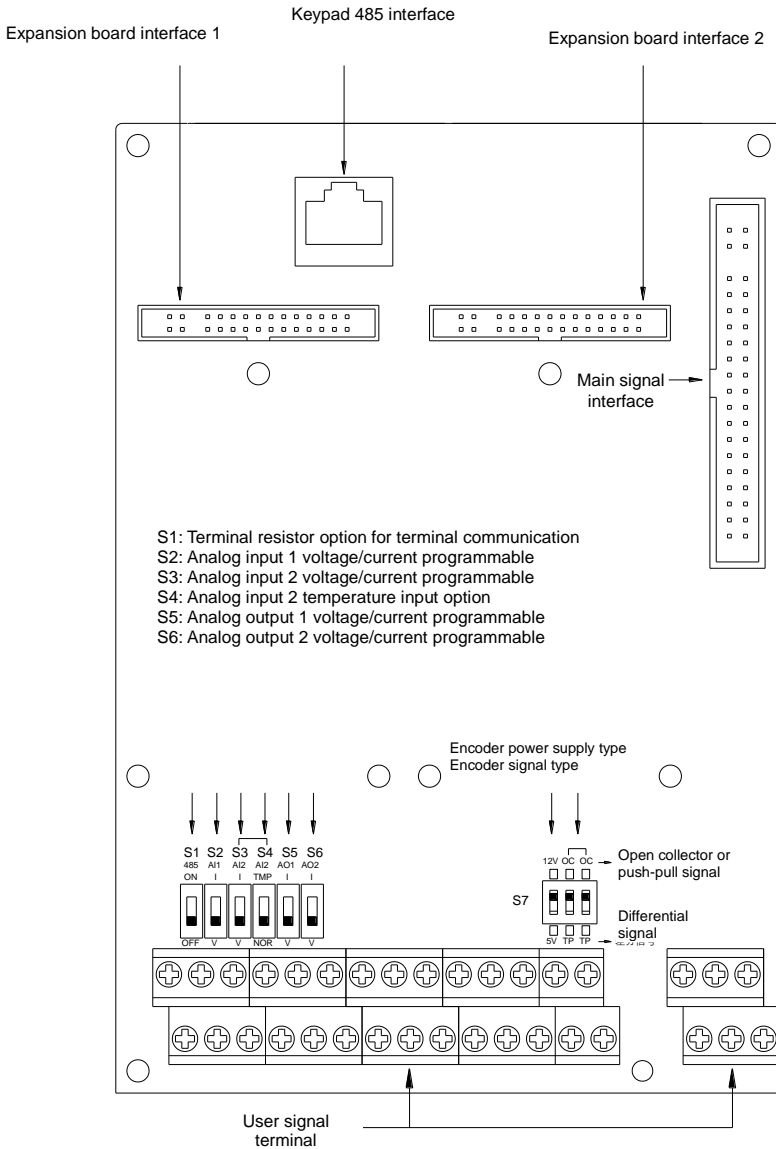 Keypad 485 interface
Expansion board interface 1
Expansion board interface 2
Main signal
interface
S1: Terminal resistor option for terminal communication
S2: Analog input 1 voltage/current programmable
S3: Analog input 2 voltage/current programmable
S4: Analog input 2 temperature input option
S5: Analog output 1 voltage/current programmable
S6: Analog output 2 voltage/current programmable
Encoder power supply type
Encoder signal type
S1 S2 S3 S4 S5 S6
485 AI1 AI2 AI2 AO1 AO2
ON I I TMP I I
OFF V V NOR V V
12V OC OC
Open collector or
push-pull signal
S7
Differential
signal
5V TP TP
User signal
terminal